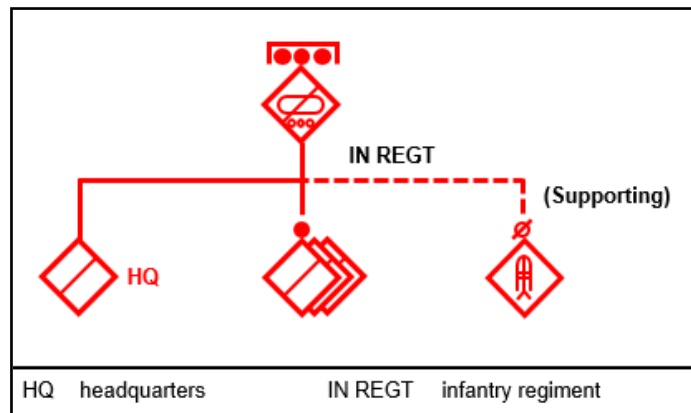 IN REGT
(Supporting)
HQ
HQ headquarters IN REGT infantry regiment